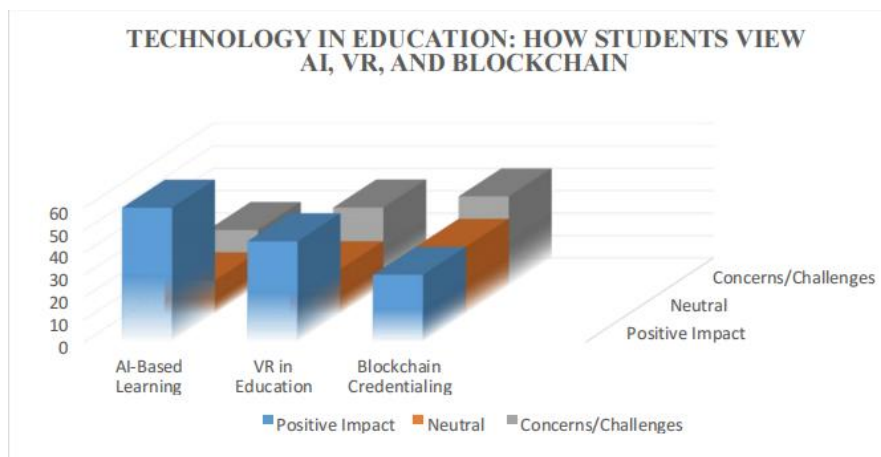 TECHNOLOGY IN EDUCATION: HOW STUDENTS VIEW
AI, VR, AND BLOCKCHAIN
60
50
40
30
20
10
0
Concerns/Challenges
Neutral
Positive Impact
AI-Based
Learning
VR in
Education
Blockchain
Credentialing
Positive Impact Neutral Concerns/Challenges